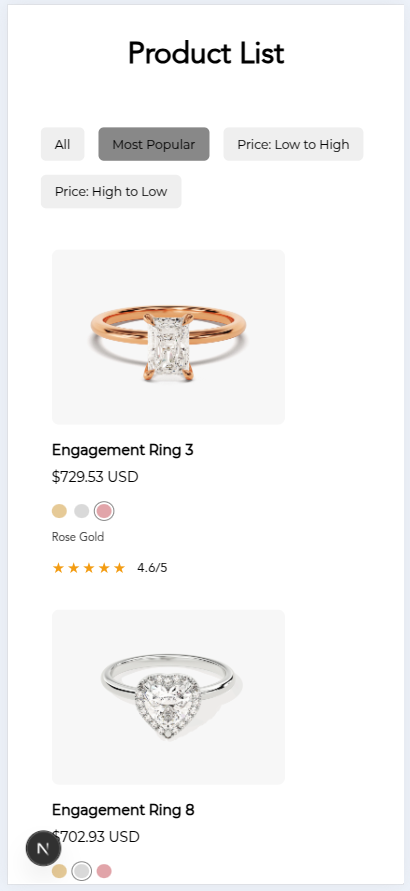 Product List
All Most Popular Price: Low to High
Price: High to Low
Engagement Ring 3
$729.53 USD
Rose Gold
★★★★★ 4.6/5
Engagement Ring 8
$702.93 USD
N